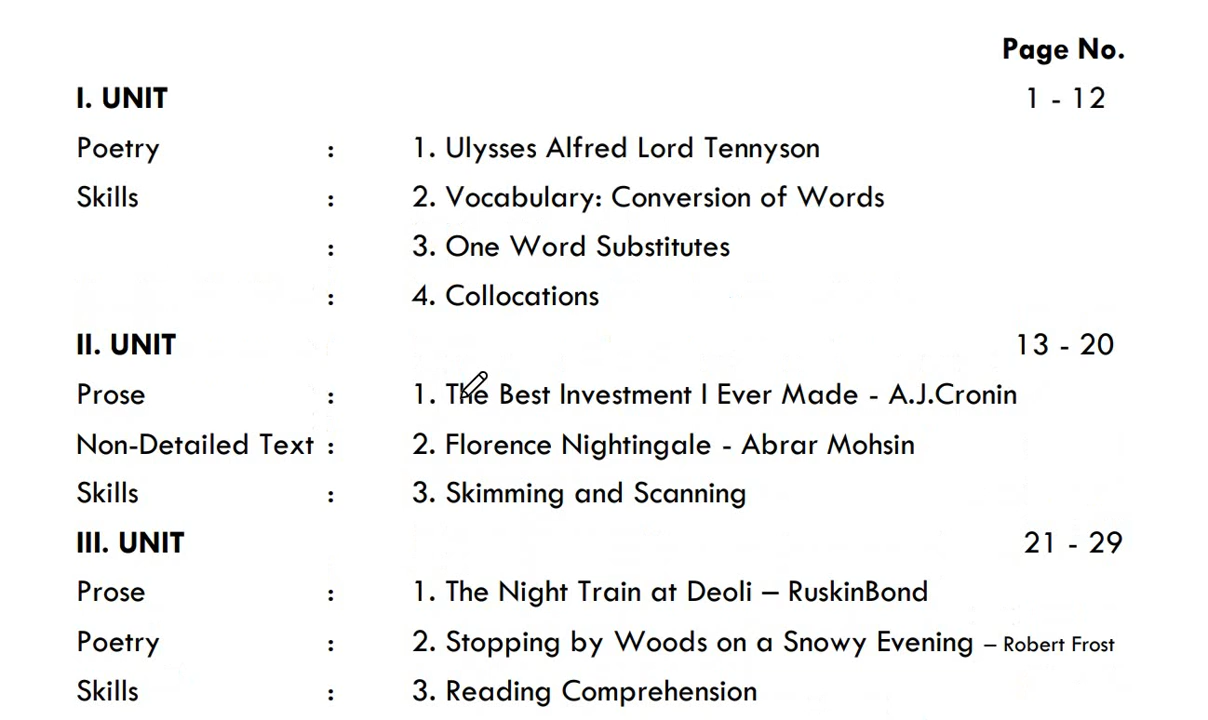 Page No.
I. UNIT 1 - 12
Poetry : 1. Ulysses Alfred Lord Tennyson
Skills : 2. Vocabulary: Conversion of Words
: 3. One Word Substitutes
: 4. Collocations
II. UNIT 13 - 20
Prose : 1. The Best Investment I Ever Made - A.J.Cronin
Non-Detailed Text : 2. Florence Nightingale - Abrar Mohsin
Skills : 3. Skimming and Scanning
III. UNIT 21 - 29
Prose : 1. The Night Train at Deoli – RuskinBond
Poetry : 2. Stopping by Woods on a Snowy Evening – Robert Frost
Skills : 3. Reading Comprehension